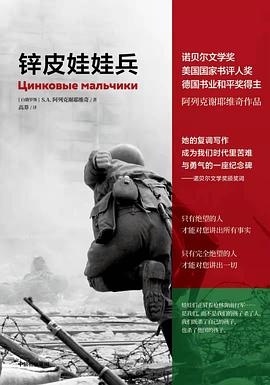 锌皮娃娃兵
Цинковые мальчики
[白俄罗斯] S.A. 阿列克谢耶维奇 / 著
高莽 / 译
诺贝尔文学奖
美国国家书评人奖
德国书业和平奖得主
阿列克谢耶维奇作品
她的复调写作
成为我们时代里苦难
与勇气的一座纪念碑
——诺贝尔文学奖颁奖词
只有绝望的人
才能对您讲出所有事实
只有完全绝望的人
才能对您讲出一切